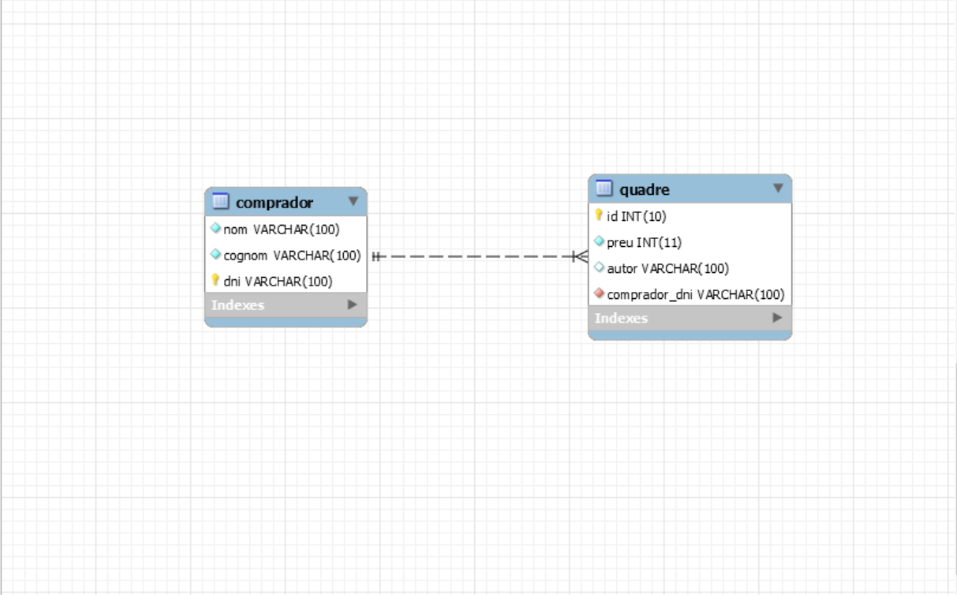 comprador
nom VARCHAR(100)
cognom VARCHAR(100)
dni VARCHAR(100)
Indexes
quadre
id INT(10)
preu INT(11)
autor VARCHAR(100)
comprador_dni VARCHAR(100)
Indexes